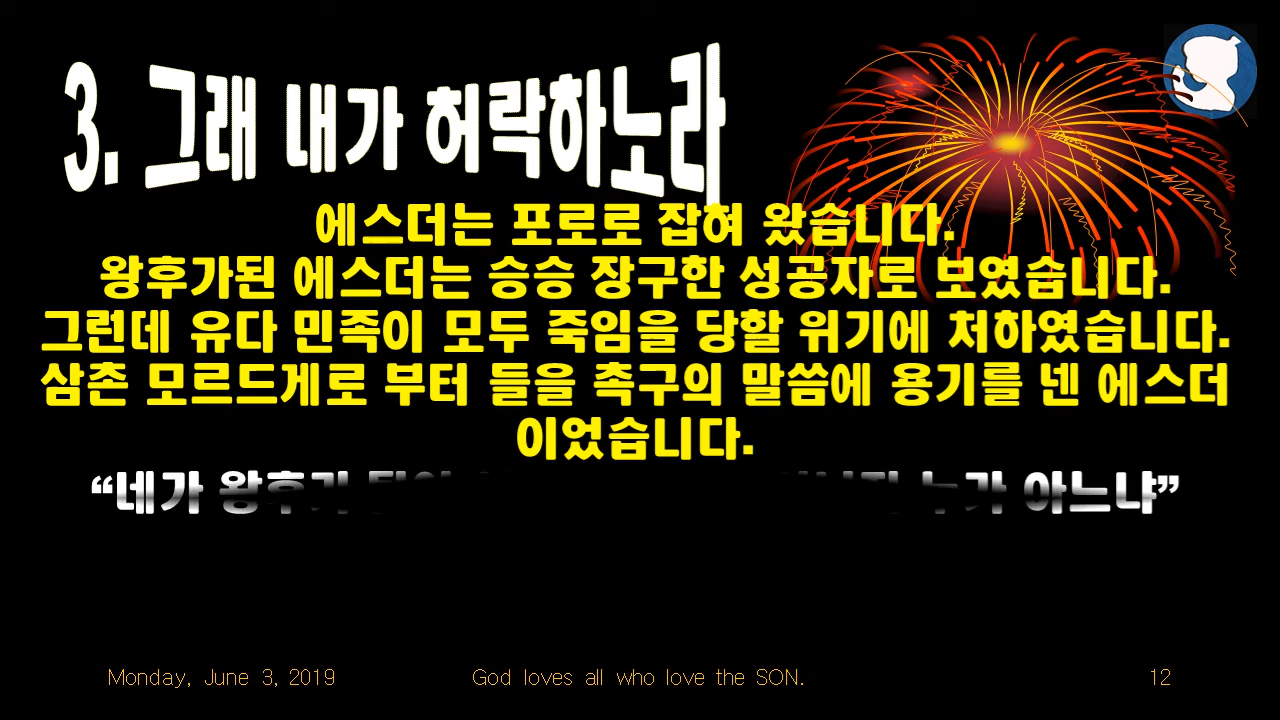 3. 그래 내가 허락하노라
에스더는 포로로 잡혀 왔습니다.
왕후가된 에스더는 승승 장구한 성공자로 보였습니다.
그런데 유다 민족이 모두 죽임을 당할 위기에 처하였습니다.
삼촌 모르드게로 부터 들을 촉구의 말씀에 용기를 넨 에스더
이었습니다.
“네가 왕후가 누가 아느냐”
Monday, June 3, 2019 God loves all who love the SON. 12